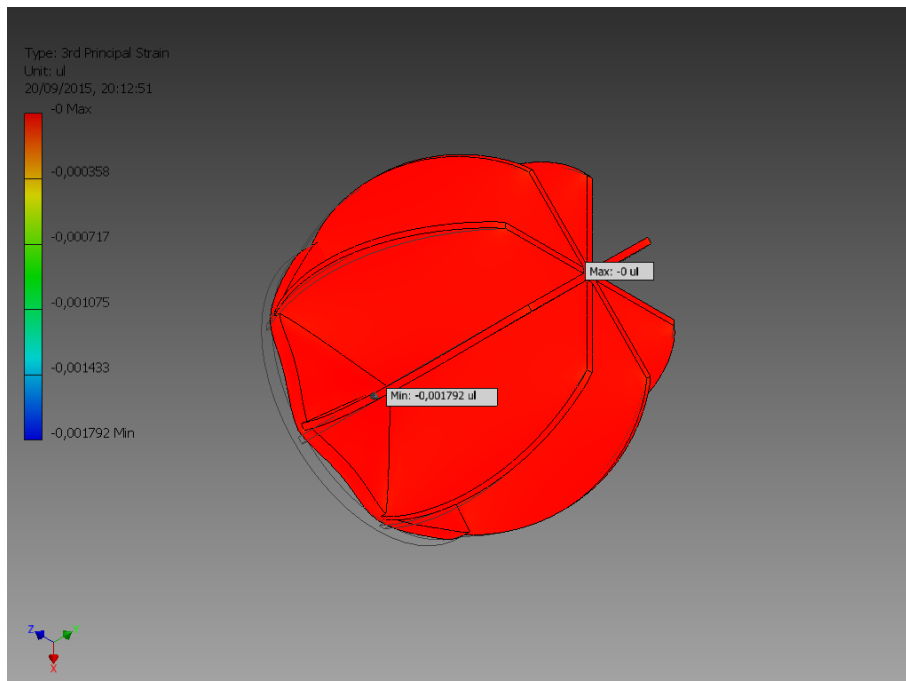 Type: 3rd Principal Strain
Unit: ul
20/09/2015, 20:12:51
-0 Max
-0,000358
-0,000717
-0,001075
-0,001433
-0,001792 Min
Max: -0 ul
Min: -0,001792 ul
Z
Y
X